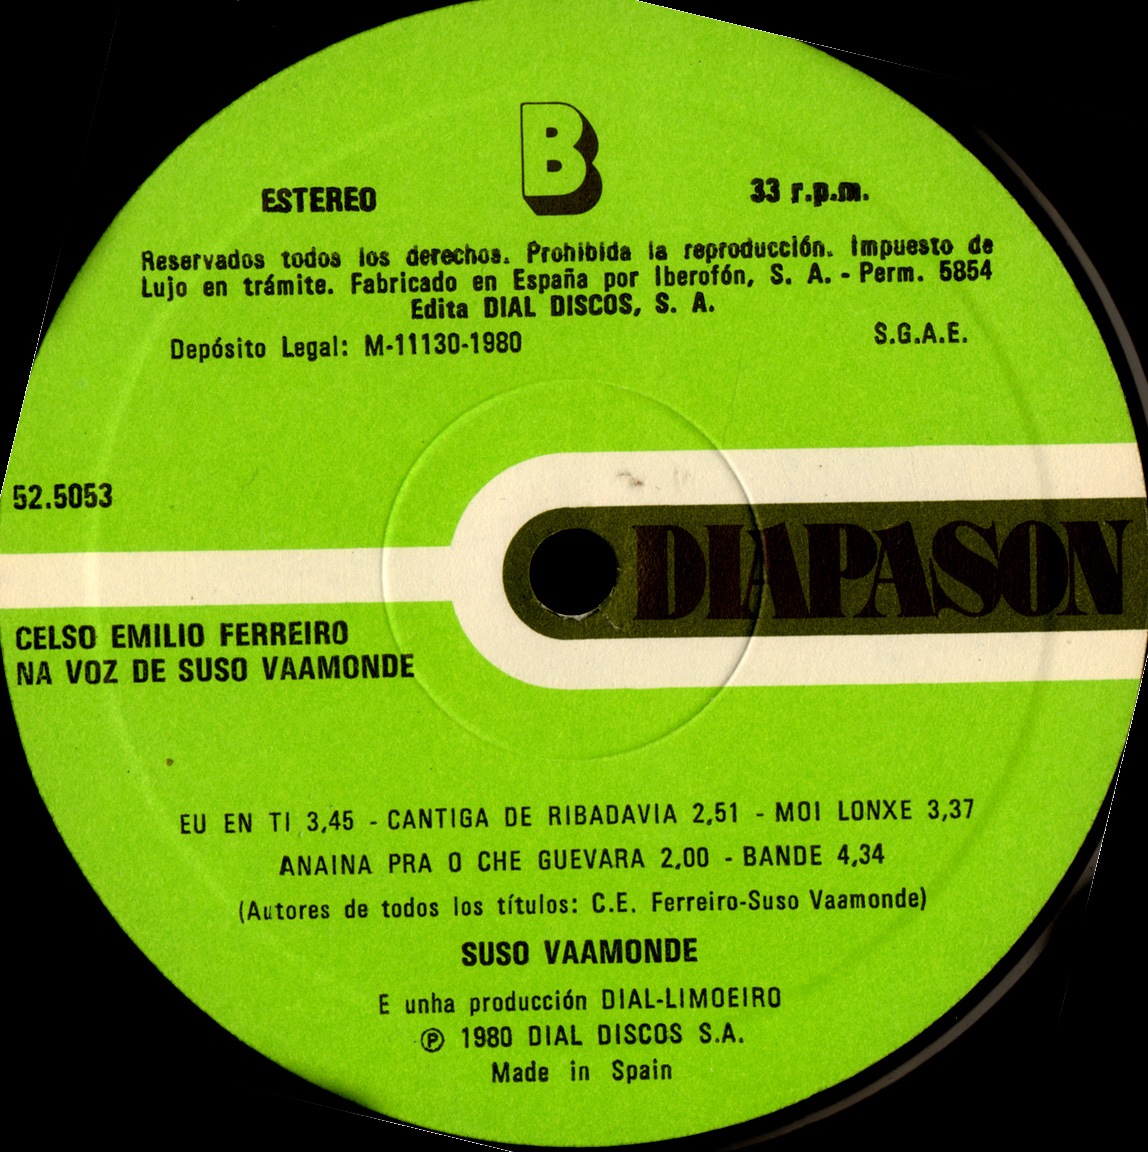 B
ESTEREO 33 r.p.m.
Reservados todos los derechos. Prohibida la reproducción. Impuesto de
Lujo en trámite. Fabricado en España por Iberofón, S. A. - Perm. 5854
Edita DIAL DISCOS, S. A.
Depósito Legal: M-11130-1980 S.G.A.E.
52.5053
DIAPASON
CELSO EMILIO FERREIRO
NA VOZ DE SUSO VAAMONDE
EU EN TI 3,45 - CANTIGA DE RIBADAVIA 2,51 - MOI LONXE 3,37
ANAINA PRA O CHE GUEVARA 2,00 - BANDE 4,34
(Autores de todos los títulos: C.E. Ferreiro-Suso Vaamonde)
SUSO VAAMONDE
E unha producción DIAL-LIMOEIRO
℗ 1980 DIAL DISCOS S.A.
Made in Spain